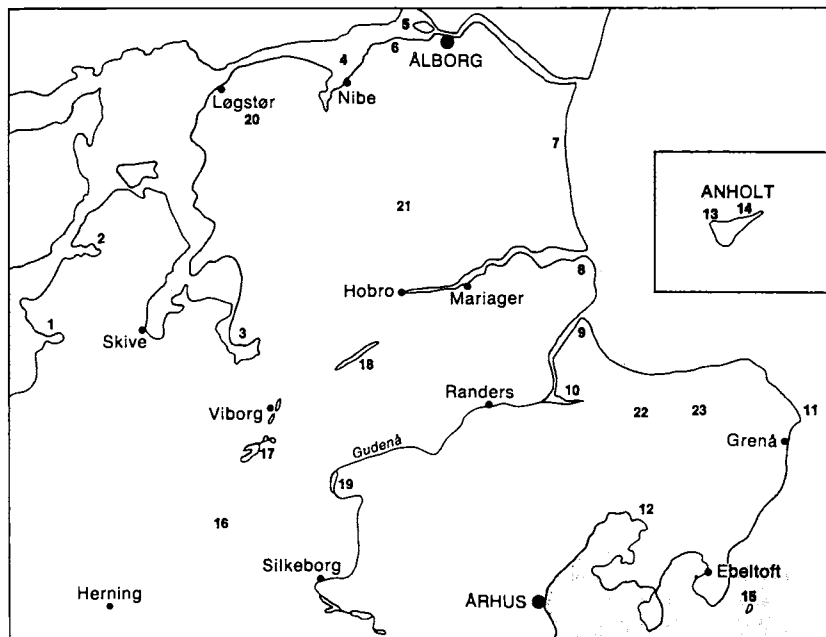 5
4
6
ÅLBORG
Løgstør
Nibe
20
7
ANHOLT
13
14
21
2
8
Hobro
Mariager
1
Skive
3
9
18
Randers
10
Viborg
22
23
11
Grenå
Gudenå
17
19
12
16
Silkeborg
Ebeltoft
Herning
ÅRHUS
15